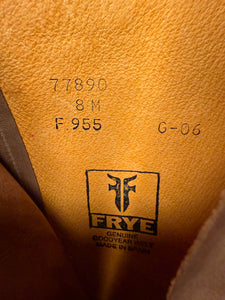 77890
8 M
F.955 G-06
FRYE
GENUINE
GOODYEAR WELT
MADE IN SPAIN